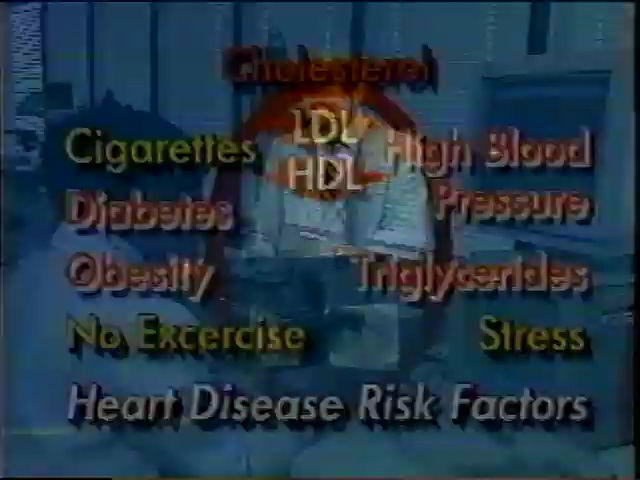 Cholesterol
LDL
HDL
Cigarettes
High Blood
Pressure
Diabetes
Obesity
Triglycerides
No Excercise
Stress
Heart Disease Risk Factors